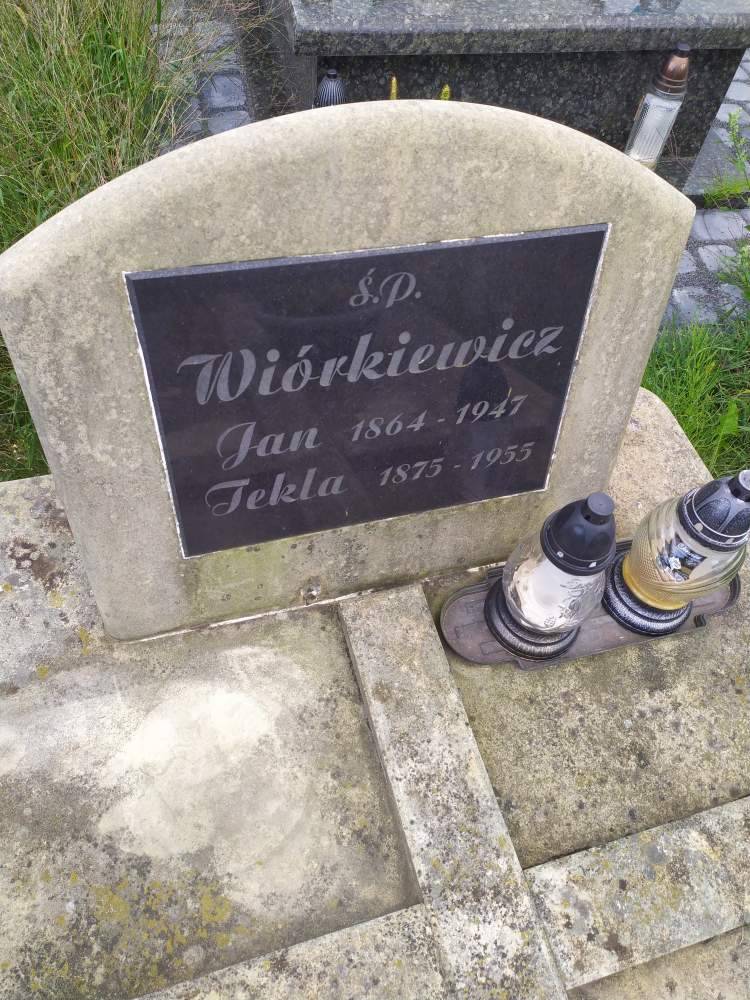 Ś.P.
Wiórkiewicz
Jan 1864 - 1947
Tekla 1875 - 1955